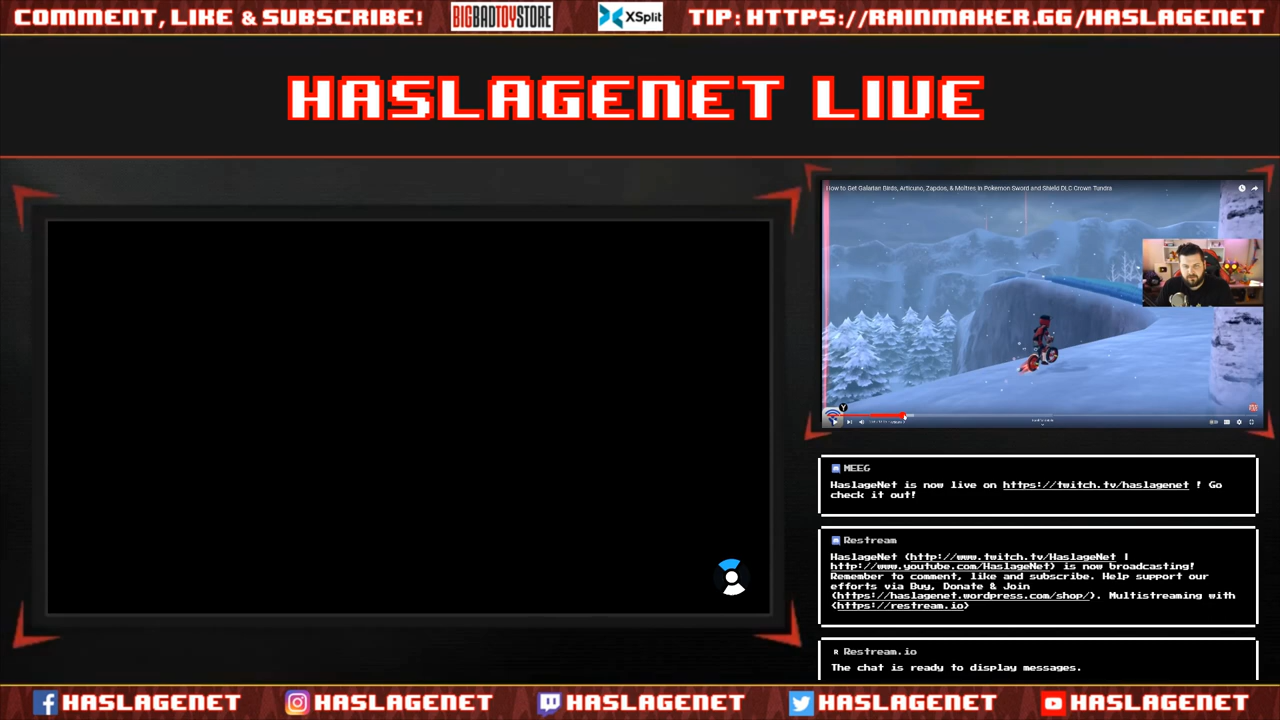 COMMENT, LIKE & SUBSCRIBE!
BIGBADTOYSTORE
XSplit
TIP: HTTPS://RAINMAKER.GG/HASLAGENET
HASLAGENET LIVE
How to Get Galarian Birds, Articuno, Zapdos, & Moltres in Pokemon Sword and Shield DLC Crown Tundra
Y
MEEG
HaslageNet is now live on https://twitch.tv/haslagenet ! Go
check it out!
Restream
HaslageNet (http://www.twitch.tv/HaslageNet |
http://www.youtube.com/HaslageNet) is now broadcasting!
Remember to comment, like and subscribe. Help support our
efforts via Buy, Donate & Join
(https://haslagenet.wordpress.com/shop/). Multistreaming with
(https://restream.io)
R Restream.io
The chat is ready to display messages.
HASLAGENET
HASLAGENET
HASLAGENET
HASLAGENET
HASLAGENET